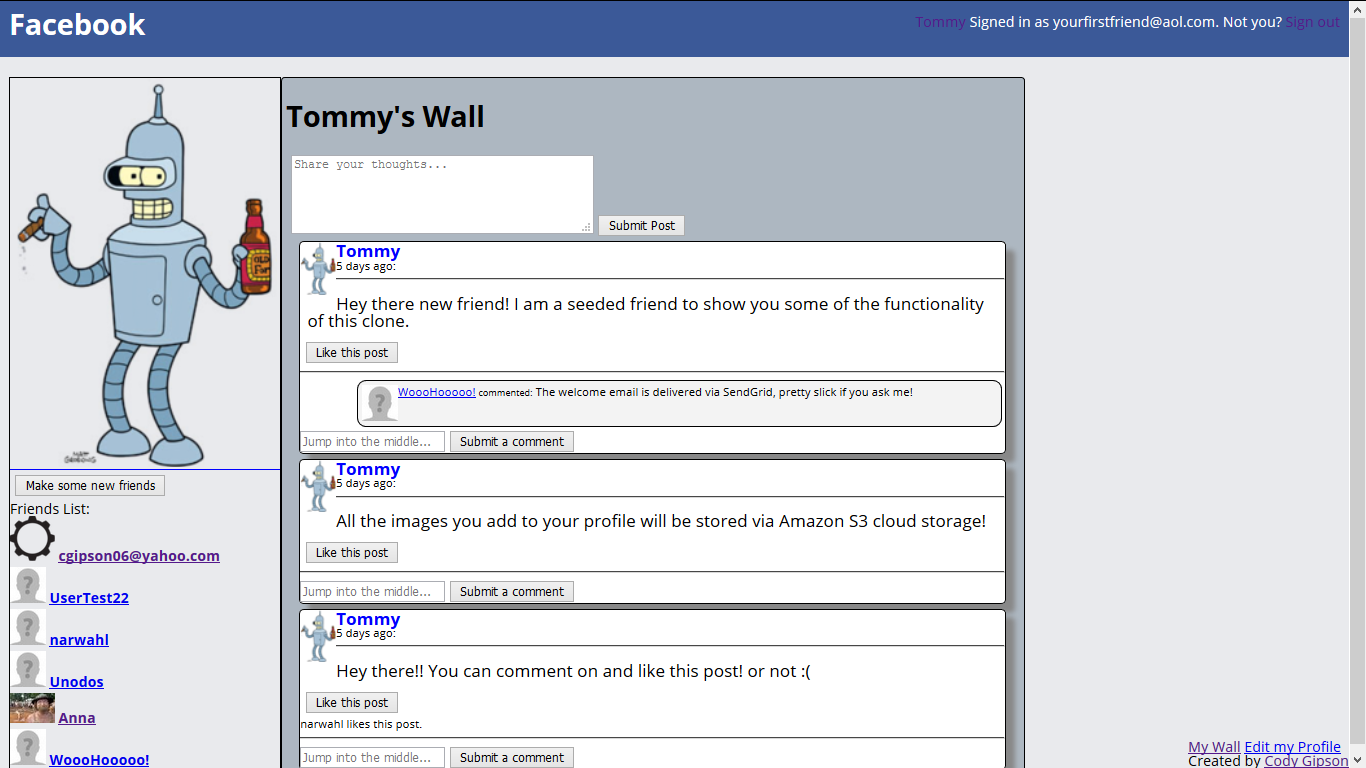 Facebook
Tommy Signed in as yourfirstfriend@aol.com. Not you? Sign out
Make some new friends
Friends List:
cgipson06@yahoo.com
UserTest22
narwahl
Unodos
Anna
WoooHooooo!
Tommy's Wall
Share your thoughts...
Submit Post
Tommy
5 days ago:
Hey there new friend! I am a seeded friend to show you some of the functionality
of this clone.
Like this post
WoooHooooo! commented: The welcome email is delivered via SendGrid, pretty slick if you ask me!
Jump into the middle... Submit a comment
Tommy
5 days ago:
All the images you add to your profile will be stored via Amazon S3 cloud storage!
Like this post
Jump into the middle... Submit a comment
Tommy
5 days ago:
Hey there!! You can comment on and like this post! or not :(
Like this post
narwahl likes this post.
Jump into the middle... Submit a comment
My Wall Edit my Profile
Created by Cody Gipson